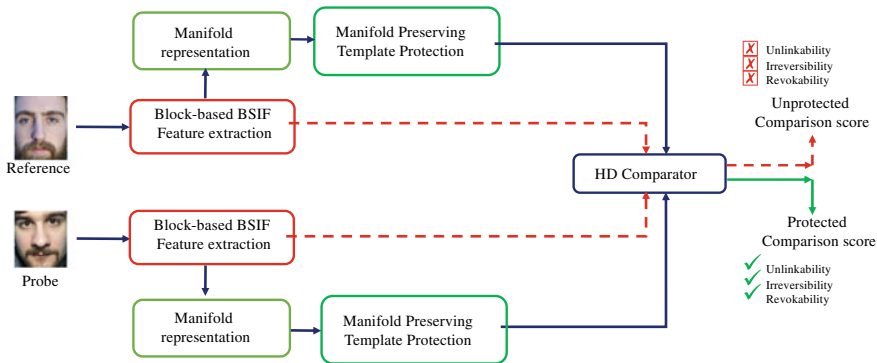 Manifold
representation
Manifold Preserving
Template Protection
Unlinkability
Irreversibility
Revokability
Unprotected
Comparison score
Block-based BSIF
Feature extraction
Reference
HD Comparator
Block-based BSIF
Feature extraction
Probe
Protected
Comparison score
Unlinkability
Irreversibility
Revokability
Manifold
representation
Manifold Preserving
Template Protection